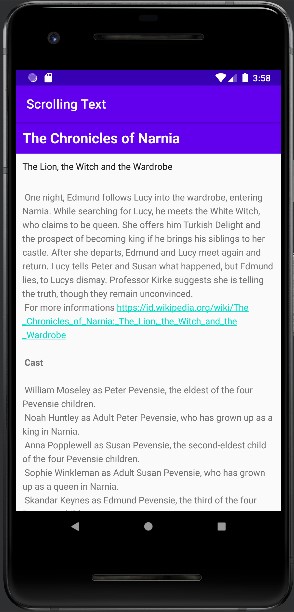 3:58
Scrolling Text
The Chronicles of Narnia
The Lion, the Witch and the Wardrobe
One night, Edmund follows Lucy into the wardrobe, entering
Narnia. While searching for Lucy, he meets the White Witch,
who claims to be queen. She offers him Turkish Delight and
the prospect of becoming king if he brings his siblings to her
castle. After she departs, Edmund and Lucy meet again and
return. Lucy tells Peter and Susan what happened, but Edmund
lies, to Lucys dismay. Professor Kirke suggests she is telling
the truth, though they remain unconvinced.
For more informations https://id.wikipedia.org/wiki/The
_Chronicles_of_Narnia:_The_Lion,_the_Witch_and_the
_Wardrobe
Cast
William Moseley as Peter Pevensie, the eldest of the four
Pevensie children.
Noah Huntley as Adult Peter Pevensie, who has grown up as a
king in Narnia.
Anna Popplewell as Susan Pevensie, the second-eldest child
of the four Pevensie children.
Sophie Winkleman as Adult Susan Pevensie, who has grown
up as a queen in Narnia.
Skandar Keynes as Edmund Pevensie, the third of the four